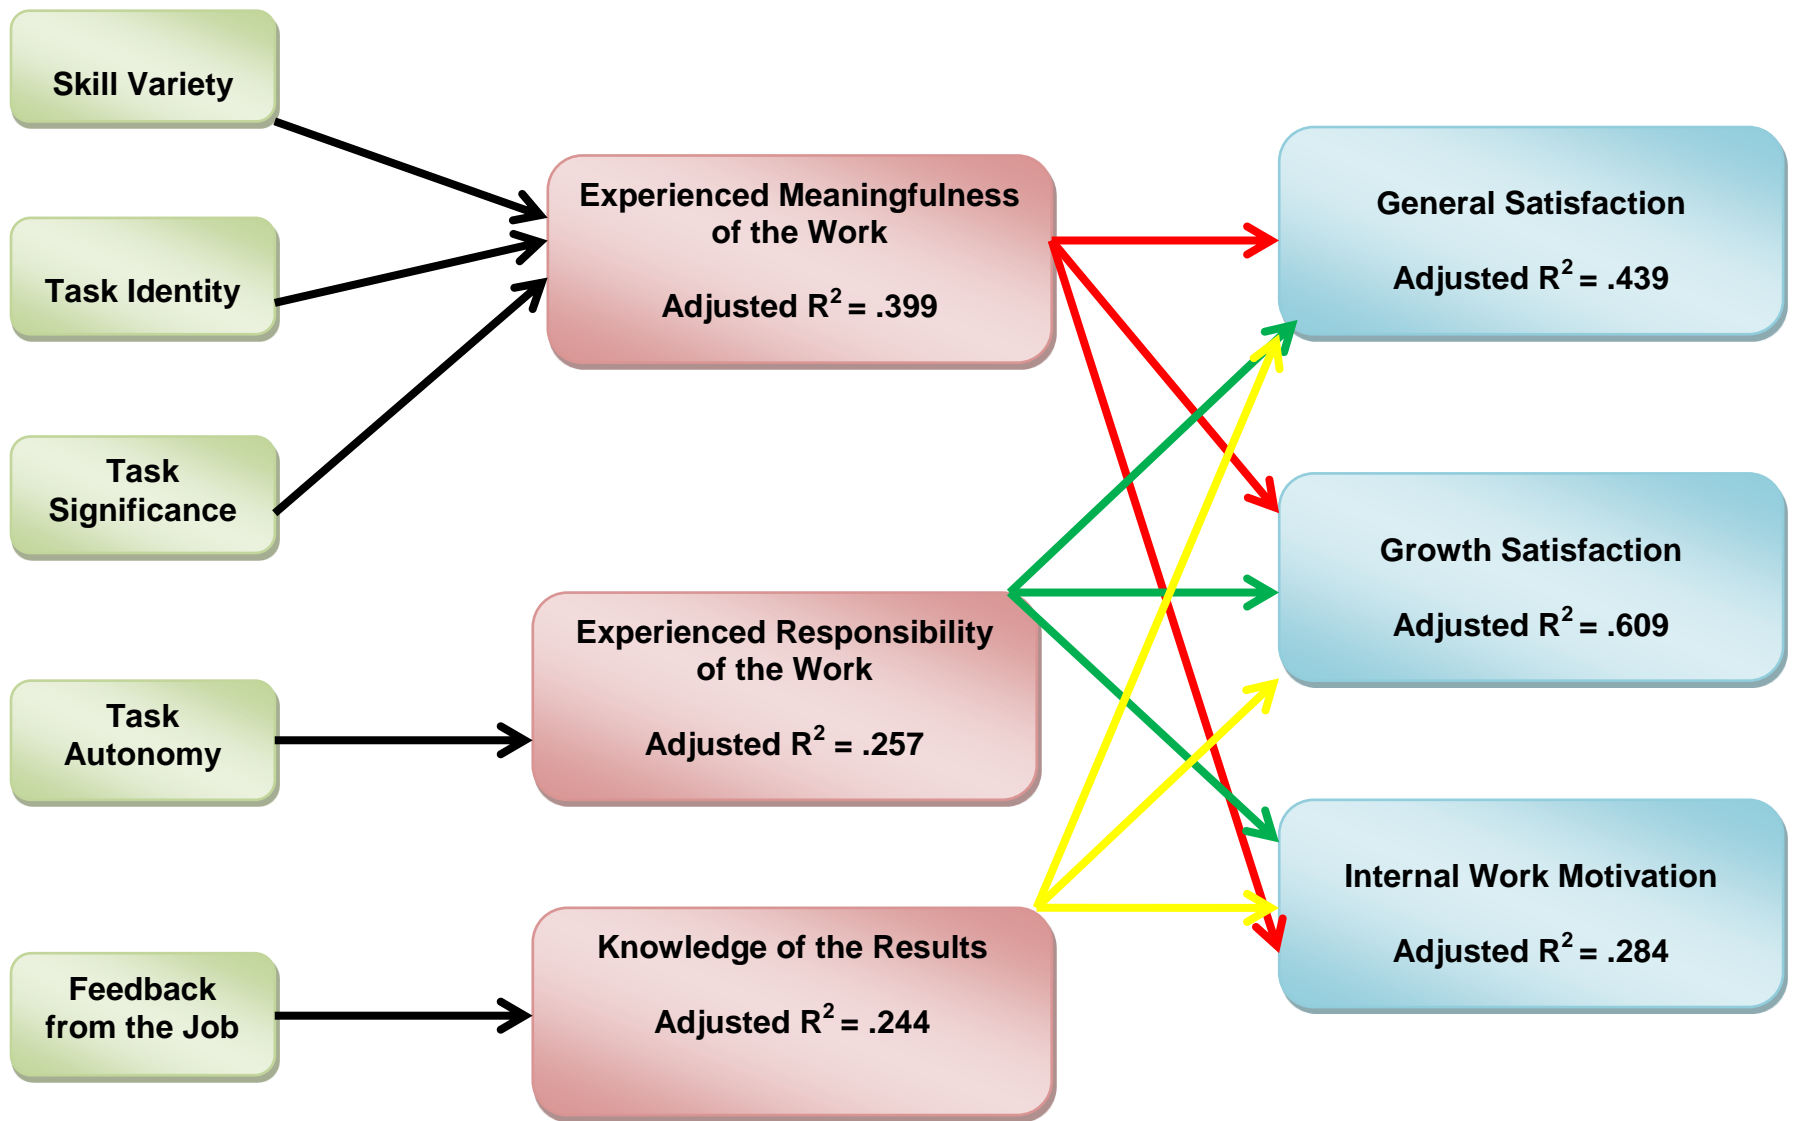 Skill Variety
Task Identity
Task
Significance
Task
Autonomy
Feedback
from the Job
Experienced Meaningfulness
of the Work
Adjusted R² = .399
Experienced Responsibility
of the Work
Adjusted R² = .257
Knowledge of the Results
Adjusted R² = .244
General Satisfaction
Adjusted R² = .439
Growth Satisfaction
Adjusted R² = .609
Internal Work Motivation
Adjusted R² = .284